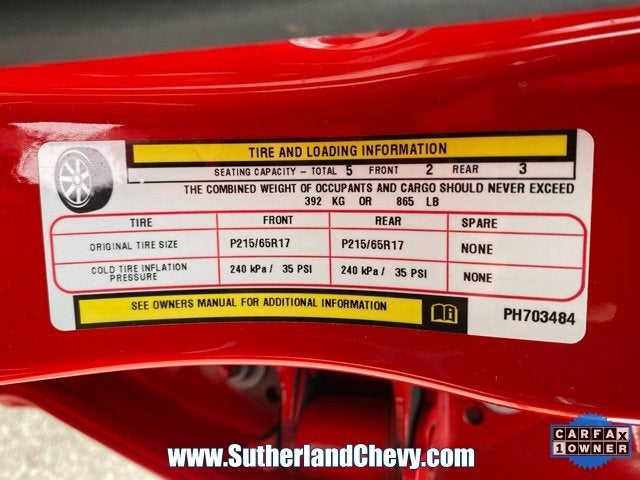 TIRE AND LOADING INFORMATION
SEATING CAPACITY – TOTAL 5 FRONT 2 REAR 3
THE COMBINED WEIGHT OF OCCUPANTS AND CARGO SHOULD NEVER EXCEED
392 KG OR 865 LB
TIRE FRONT REAR SPARE
ORIGINAL TIRE SIZE P215/65R17 P215/65R17 NONE
COLD TIRE INFLATION PRESSURE 240 kPa / 35 PSI 240 kPa / 35 PSI NONE
SEE OWNERS MANUAL FOR ADDITIONAL INFORMATION
PH703484
CARFAX
1 OWNER
www.SutherlandChevy.com